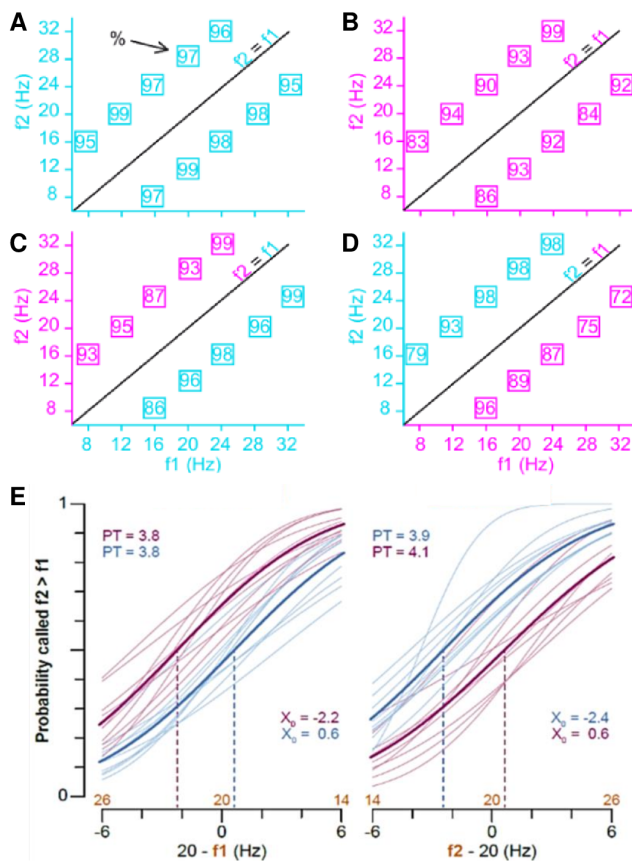 A
32
28
24
20
16
12
8
f2 (Hz)
%
96
97
97
99
95
f2 = f1
95
98
98
99
97
B
32
28
24
20
16
12
8
f2 (Hz)
99
93
90
94
83
f2 = f1
92
84
92
93
86
C
32
28
24
20
16
12
8
f2 (Hz)
99
93
87
95
93
f2 = f1
99
96
98
96
86
8 12 16 20 24 28 32
f1 (Hz)
D
32
28
24
20
16
12
8
f2 (Hz)
98
98
98
93
79
f2 = f1
72
75
87
89
96
8 12 16 20 24 28 32
f1 (Hz)
E
Probability called f2 > f1
1
0
PT = 3.8
PT = 3.8
X0 = -2.2
X0 = 0.6
26 20 14
-6 0 6
20 - f1 (Hz)
PT = 3.9
PT = 4.1
X0 = -2.4
X0 = 0.6
14 20 26
-6 0 6
f2 - 20 (Hz)